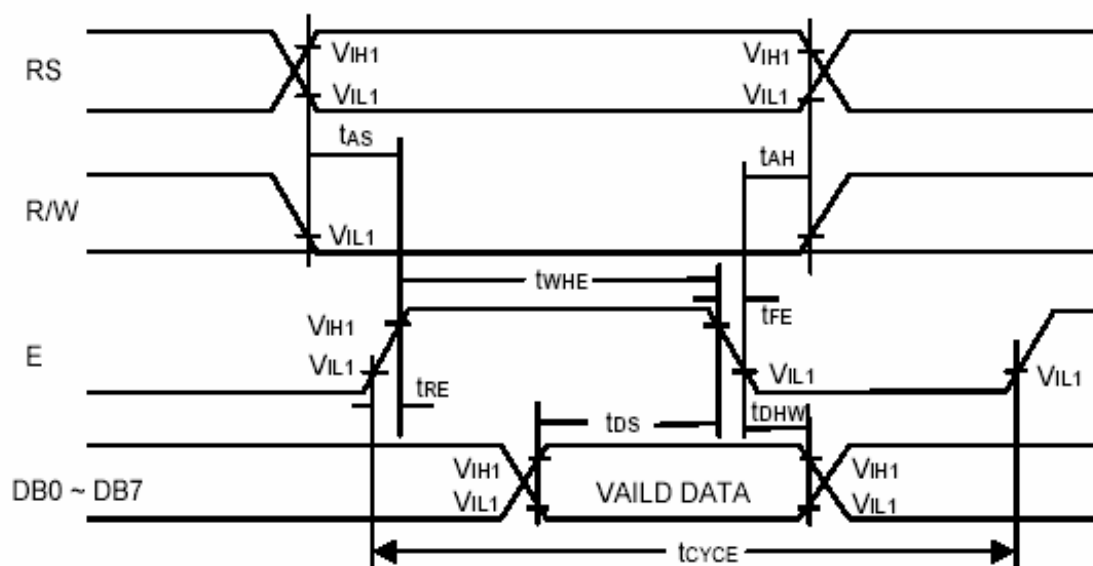 RS
VIH1
VIH1
VIL1
VIL1
tAS
tAH
R/W
VIL1
tWHE
VIH1
tFE
E
VIL1
VIL1
VIL1
tRE
tDS
tDHW
VIH1
VIH1
DB0 ~ DB7
VAILD DATA
VIL1
VIL1
tCYCE